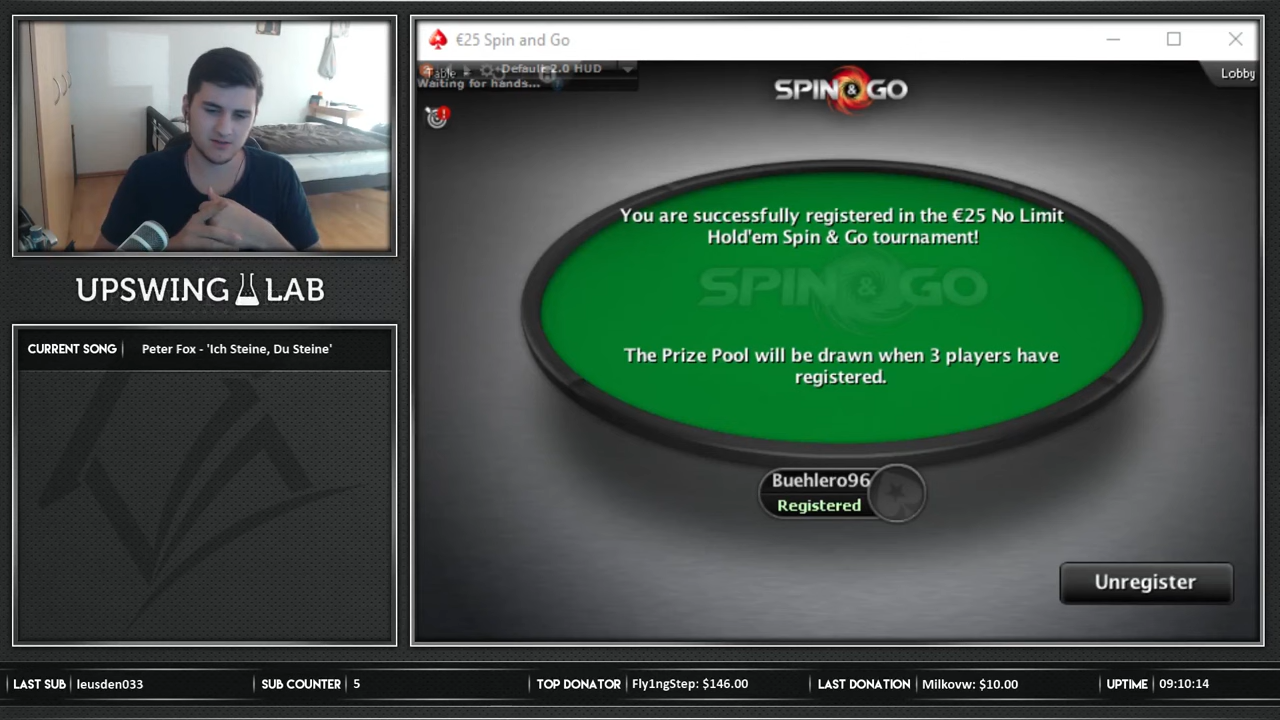 €25 Spin and Go
Table
Default 2.0 HUD
Waiting for hands...
SPIN & GO
Lobby
You are successfully registered in the €25 No Limit
Hold'em Spin & Go tournament!
SPIN & GO
The Prize Pool will be drawn when 3 players have
registered.
Buehlero96
Registered
Unregister
UPSWING LAB
CURRENT SONG | Peter Fox - 'Ich Steine, Du Steine'
LAST SUB | leusden033
SUB COUNTER | 5
TOP DONATOR | Fly1ngStep: $146.00
LAST DONATION | Milkovw: $10.00
UPTIME | 09:10:14